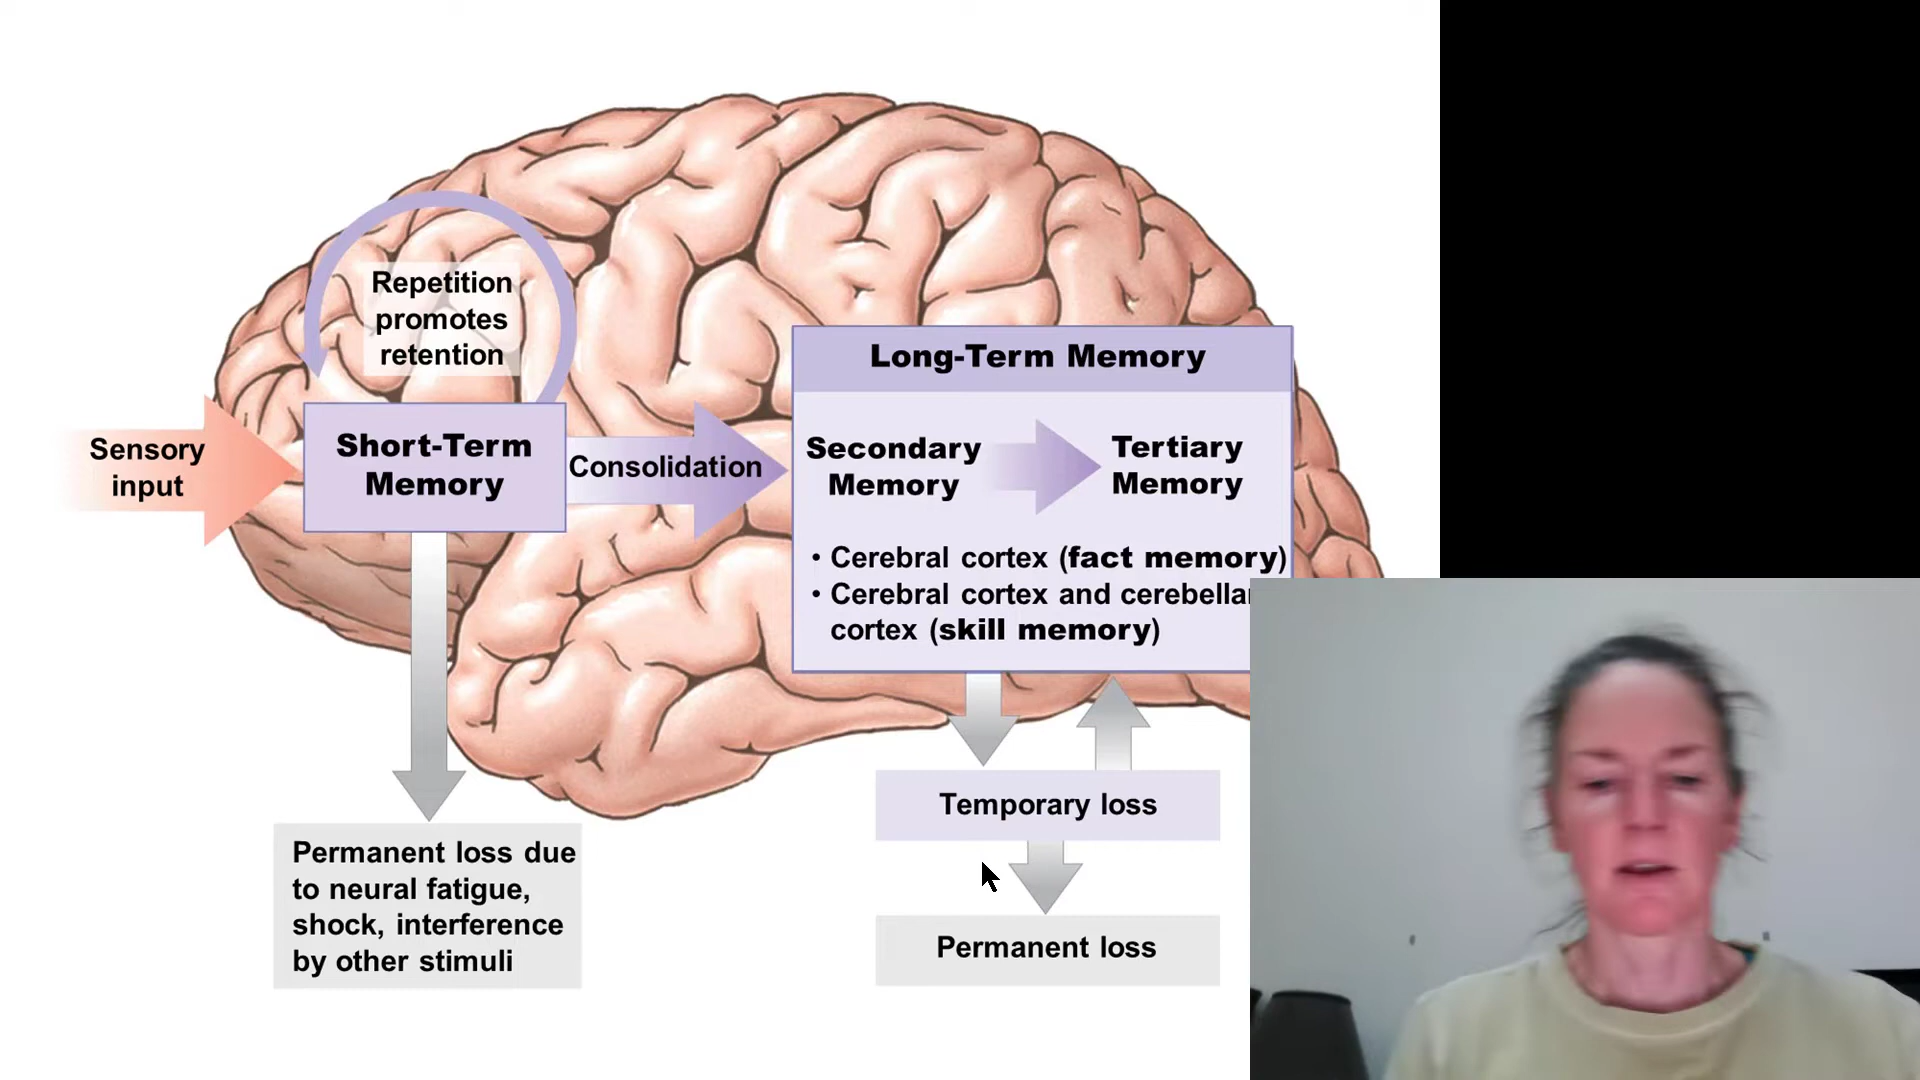 Repetition
promotes
retention
Sensory
input
Short-Term
Memory
Consolidation
Long-Term Memory
Secondary
Memory
Tertiary
Memory
• Cerebral cortex (fact memory)
• Cerebral cortex and cerebella
cortex (skill memory)
Permanent loss due
to neural fatigue,
shock, interference
by other stimuli
Temporary loss
Permanent loss